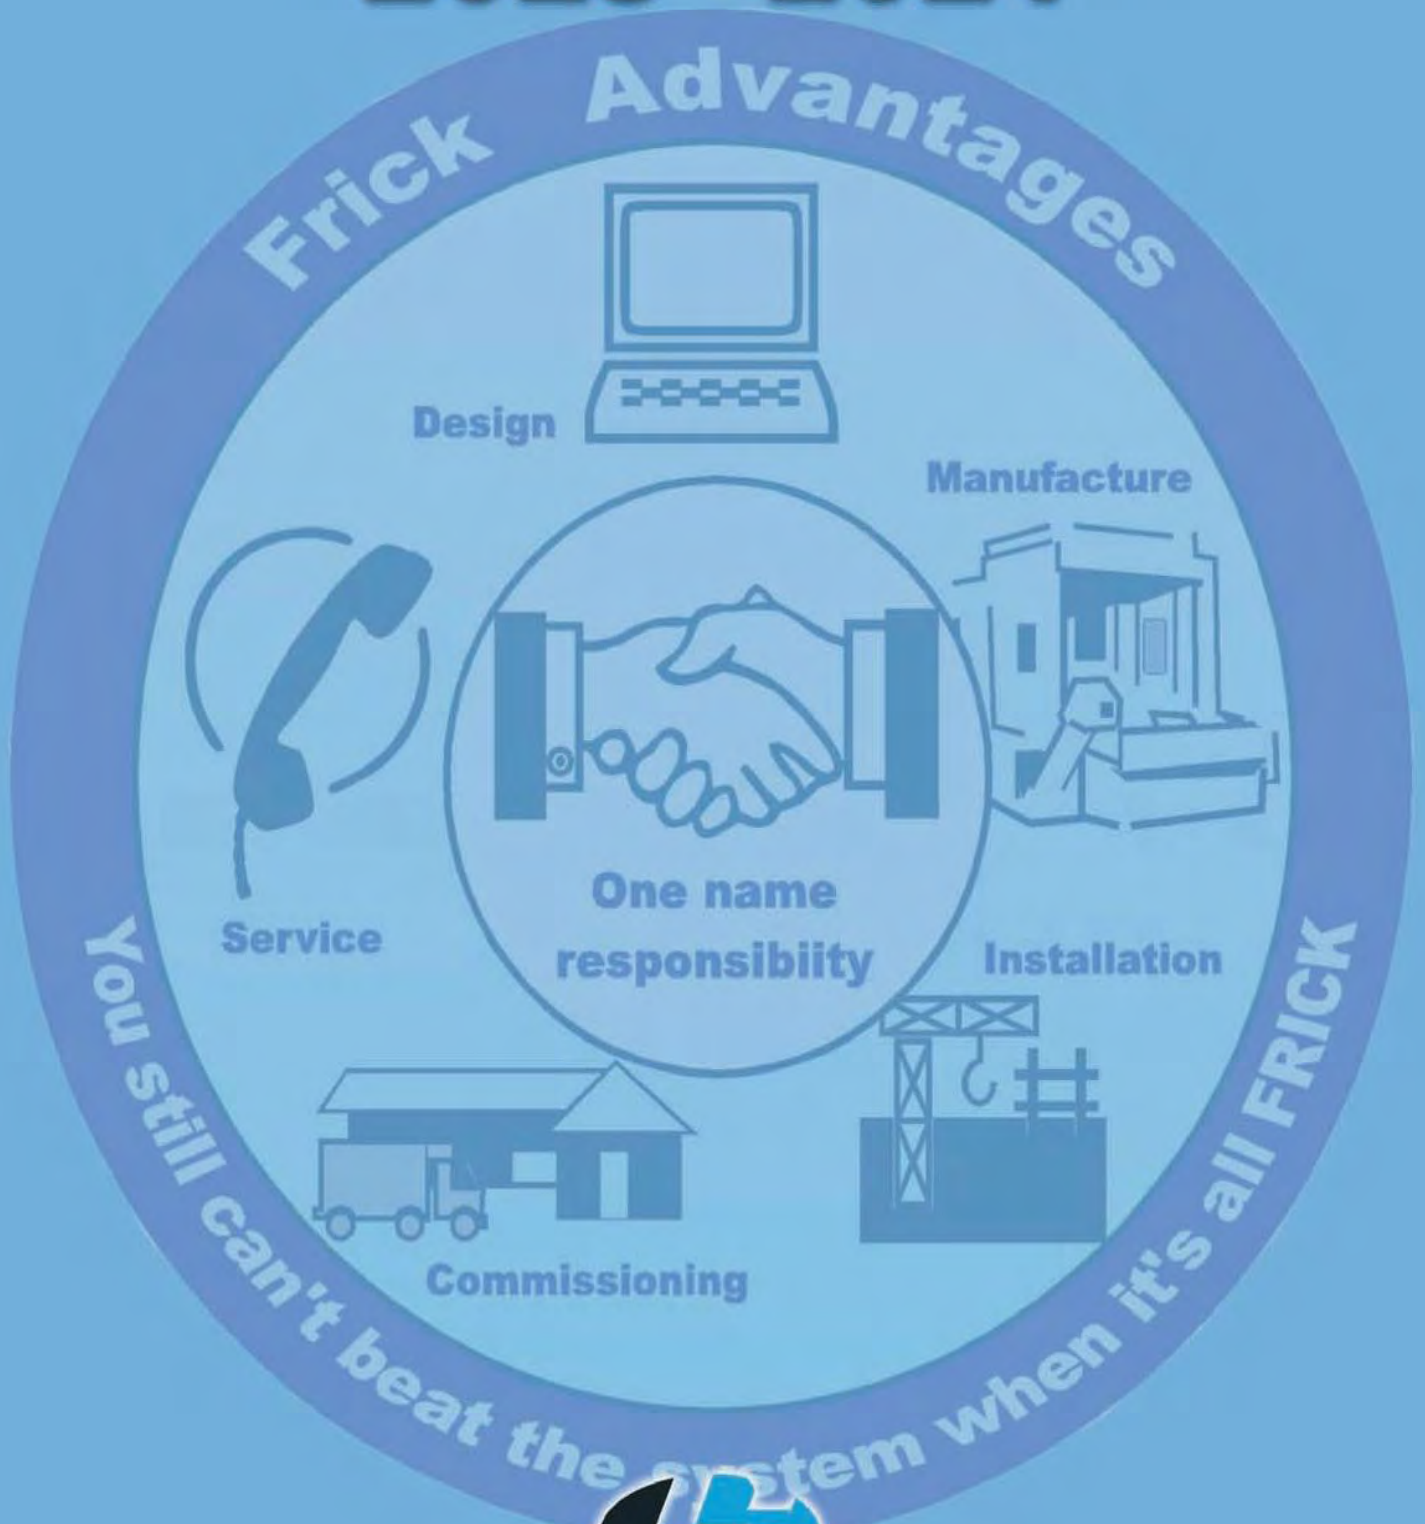 Frick Advantages
Design
Manufacture
One name
responsibiity
Service
Installation
Commissioning
You still can't beat the system when it's all FRICK